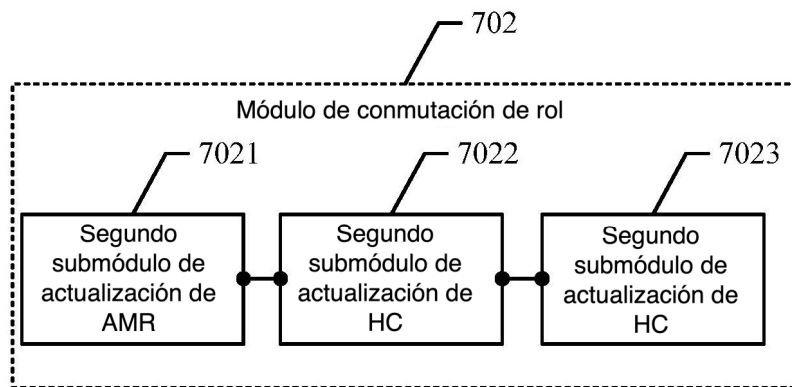 702
Módulo de conmutación de rol
7021
7022
7023
Segundo
submódulo de
actualización de
AMR
Segundo
submódulo de
actualización de
HC
Segundo
submódulo de
actualización de
HC